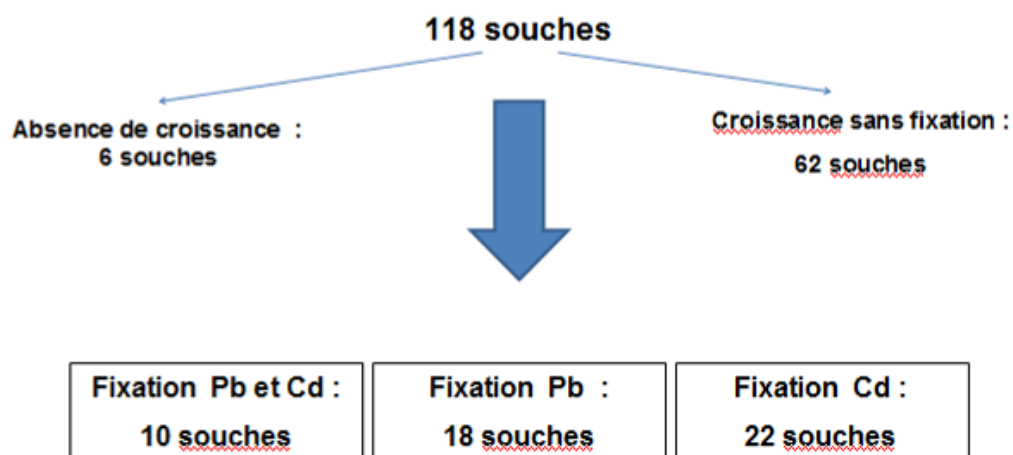 118 souches
Absence de croissance :
6 souches
Croissance sans fixation :
62 souches
Fixation Pb et Cd :
10 souches
Fixation Pb :
18 souches
Fixation Cd :
22 souches